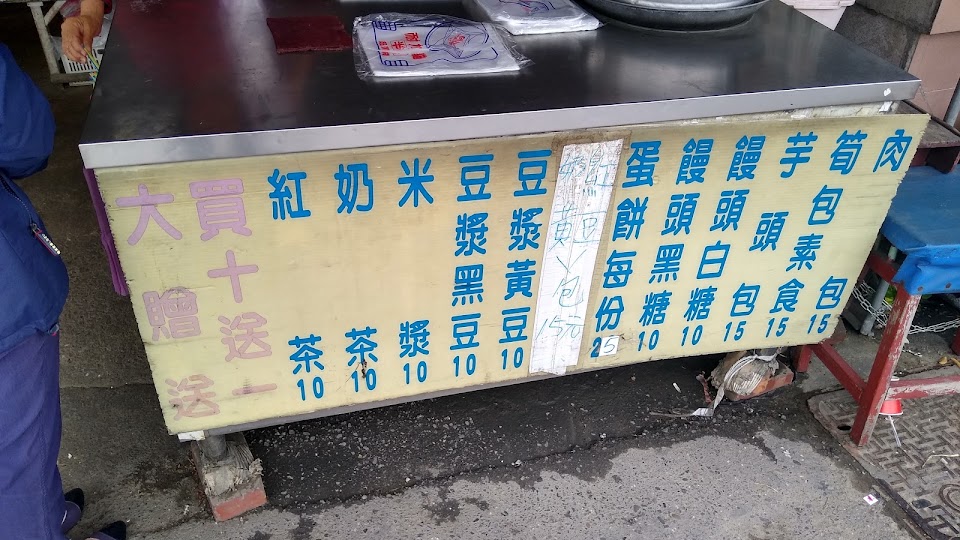 肉包15
筍包素食15
芋頭包15
饅頭白糖10
饅頭黑糖10
蛋餅每份25
紅豆
包15元
豆漿黃豆10
豆漿黑豆10
米漿10
奶茶10
紅茶10
買十送一
大贈送